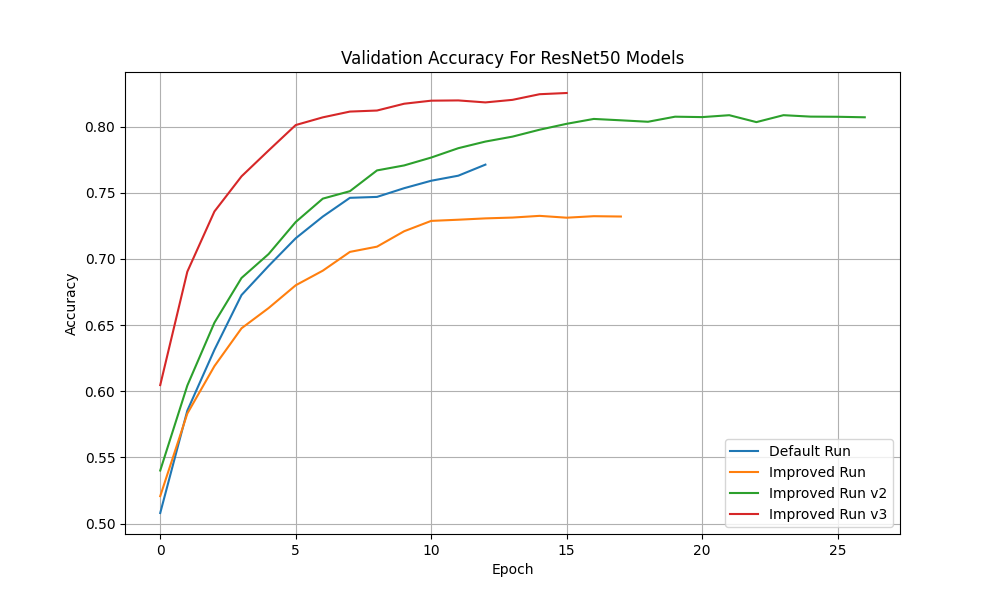 Validation Accuracy For ResNet50 Models
Accuracy
0.80
0.75
0.70
0.65
0.60
0.55
0.50
0 5 10 15 20 25
Epoch
Default Run
Improved Run
Improved Run v2
Improved Run v3